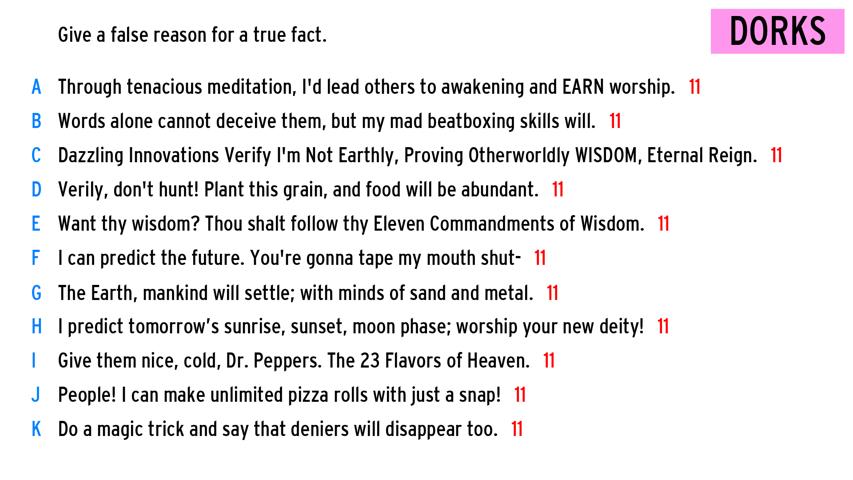 Give a false reason for a true fact.
DORKS
A Through tenacious meditation, I'd lead others to awakening and EARN worship. 11
B Words alone cannot deceive them, but my mad beatboxing skills will. 11
C Dazzling Innovations Verify I'm Not Earthly, Proving Otherworldly WISDOM, Eternal Reign. 11
D Verily, don't hunt! Plant this grain, and food will be abundant. 11
E Want thy wisdom? Thou shalt follow thy Eleven Commandments of Wisdom. 11
F I can predict the future. You're gonna tape my mouth shut- 11
G The Earth, mankind will settle; with minds of sand and metal. 11
H I predict tomorrow’s sunrise, sunset, moon phase; worship your new deity! 11
I Give them nice, cold, Dr. Peppers. The 23 Flavors of Heaven. 11
J People! I can make unlimited pizza rolls with just a snap! 11
K Do a magic trick and say that deniers will disappear too. 11